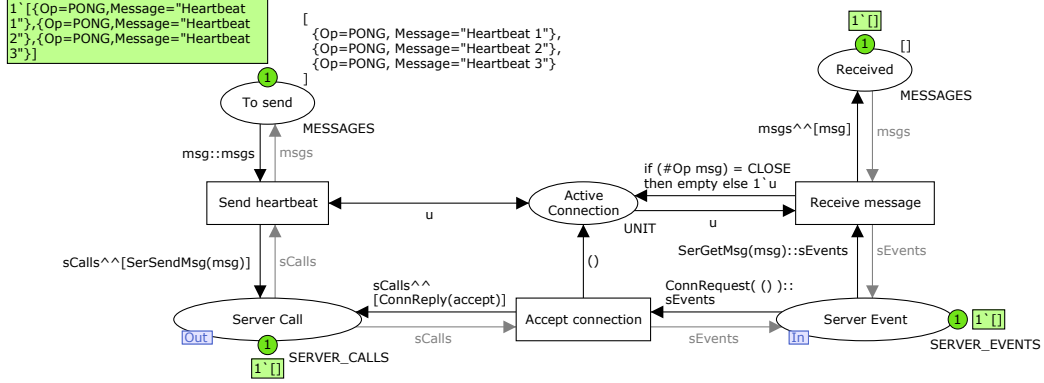 1`[{Op=PONG,Message="Heartbeat
1"},{Op=PONG,Message="Heartbeat
2"},{Op=PONG,Message="Heartbeat
3"}]
[
{Op=PONG, Message="Heartbeat 1"},
{Op=PONG, Message="Heartbeat 2"},
{Op=PONG, Message="Heartbeat 3"}
]
1
To send
MESSAGES
1`[]
1
[]
Received
MESSAGES
msg::msgs
msgs
msgs^^[msg]
msgs
Send heartbeat
u
Active
Connection
UNIT
if (#Op msg) = CLOSE
then empty else 1`u
u
Receive message
sCalls^^[SerSendMsg(msg)]
sCalls
()
SerGetMsg(msg)::sEvents
sEvents
sCalls^^
[ConnReply(accept)]
sCalls
Accept connection
ConnRequest( () )::
sEvents
sEvents
Server Call
Out
1
1`[]
SERVER_CALLS
Server Event
In
1
1`[]
SERVER_EVENTS